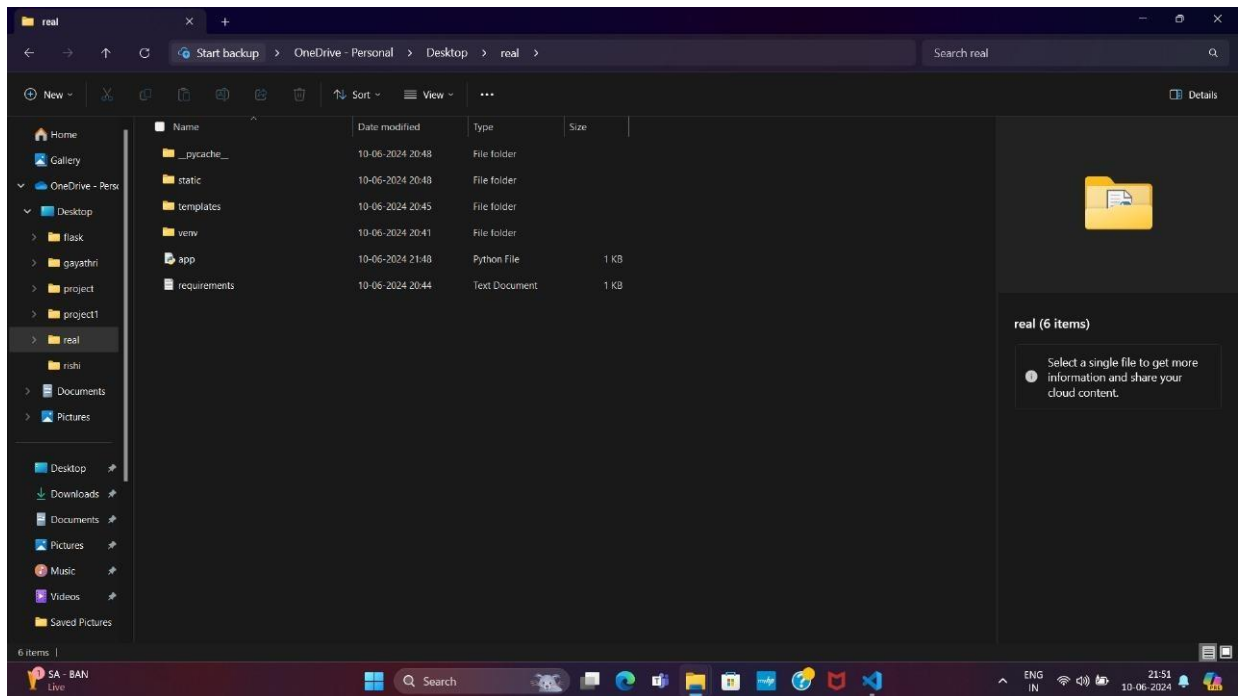 real
Start backup > OneDrive - Personal > Desktop > real >
Search real
New
Sort
View
Details
Name Date modified Type Size
__pycache__ 10-06-2024 20:48 File folder
static 10-06-2024 20:48 File folder
templates 10-06-2024 20:45 File folder
venv 10-06-2024 20:41 File folder
app 10-06-2024 21:48 Python File 1 KB
requirements 10-06-2024 20:44 Text Document 1 KB
Home
Gallery
OneDrive - Perso
Desktop
flask
gayathri
project
project1
real
rishi
Documents
Pictures
Desktop
Downloads
Documents
Pictures
Music
Videos
Saved Pictures
real (6 items)
Select a single file to get more
information and share your
cloud content.
6 items
1
SA - BAN
Live
Search
ENG
IN
21:51
10-06-2024